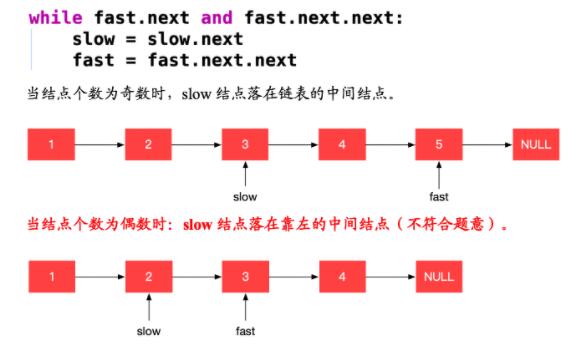 while fast.next and fast.next.next:
slow = slow.next
fast = fast.next.next
当结点个数为奇数时，slow 结点落在链表的中间结点。
1 2 3 4 5 NULL
slow fast
当结点个数为偶数时：slow 结点落在靠左的中间结点（不符合题意）。
1 2 3 4 NULL
slow fast